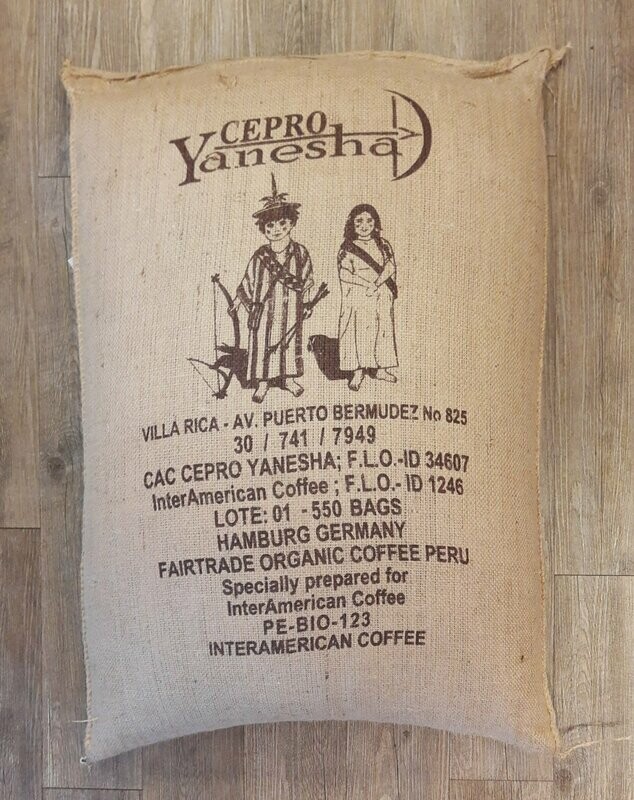 CEPRO
Yanesha
VILLA RICA - AV. PUERTO BERMUDEZ No 825
30 / 741 / 7949
CAC CEPRO YANESHA; F.L.O.-ID 34607
InterAmerican Coffee ; F.L.O.- ID 1246
LOTE: 01 - 550 BAGS
HAMBURG GERMANY
FAIRTRADE ORGANIC COFFEE PERU
Specially prepared for
InterAmerican Coffee
PE-BIO-123
INTERAMERICAN COFFEE